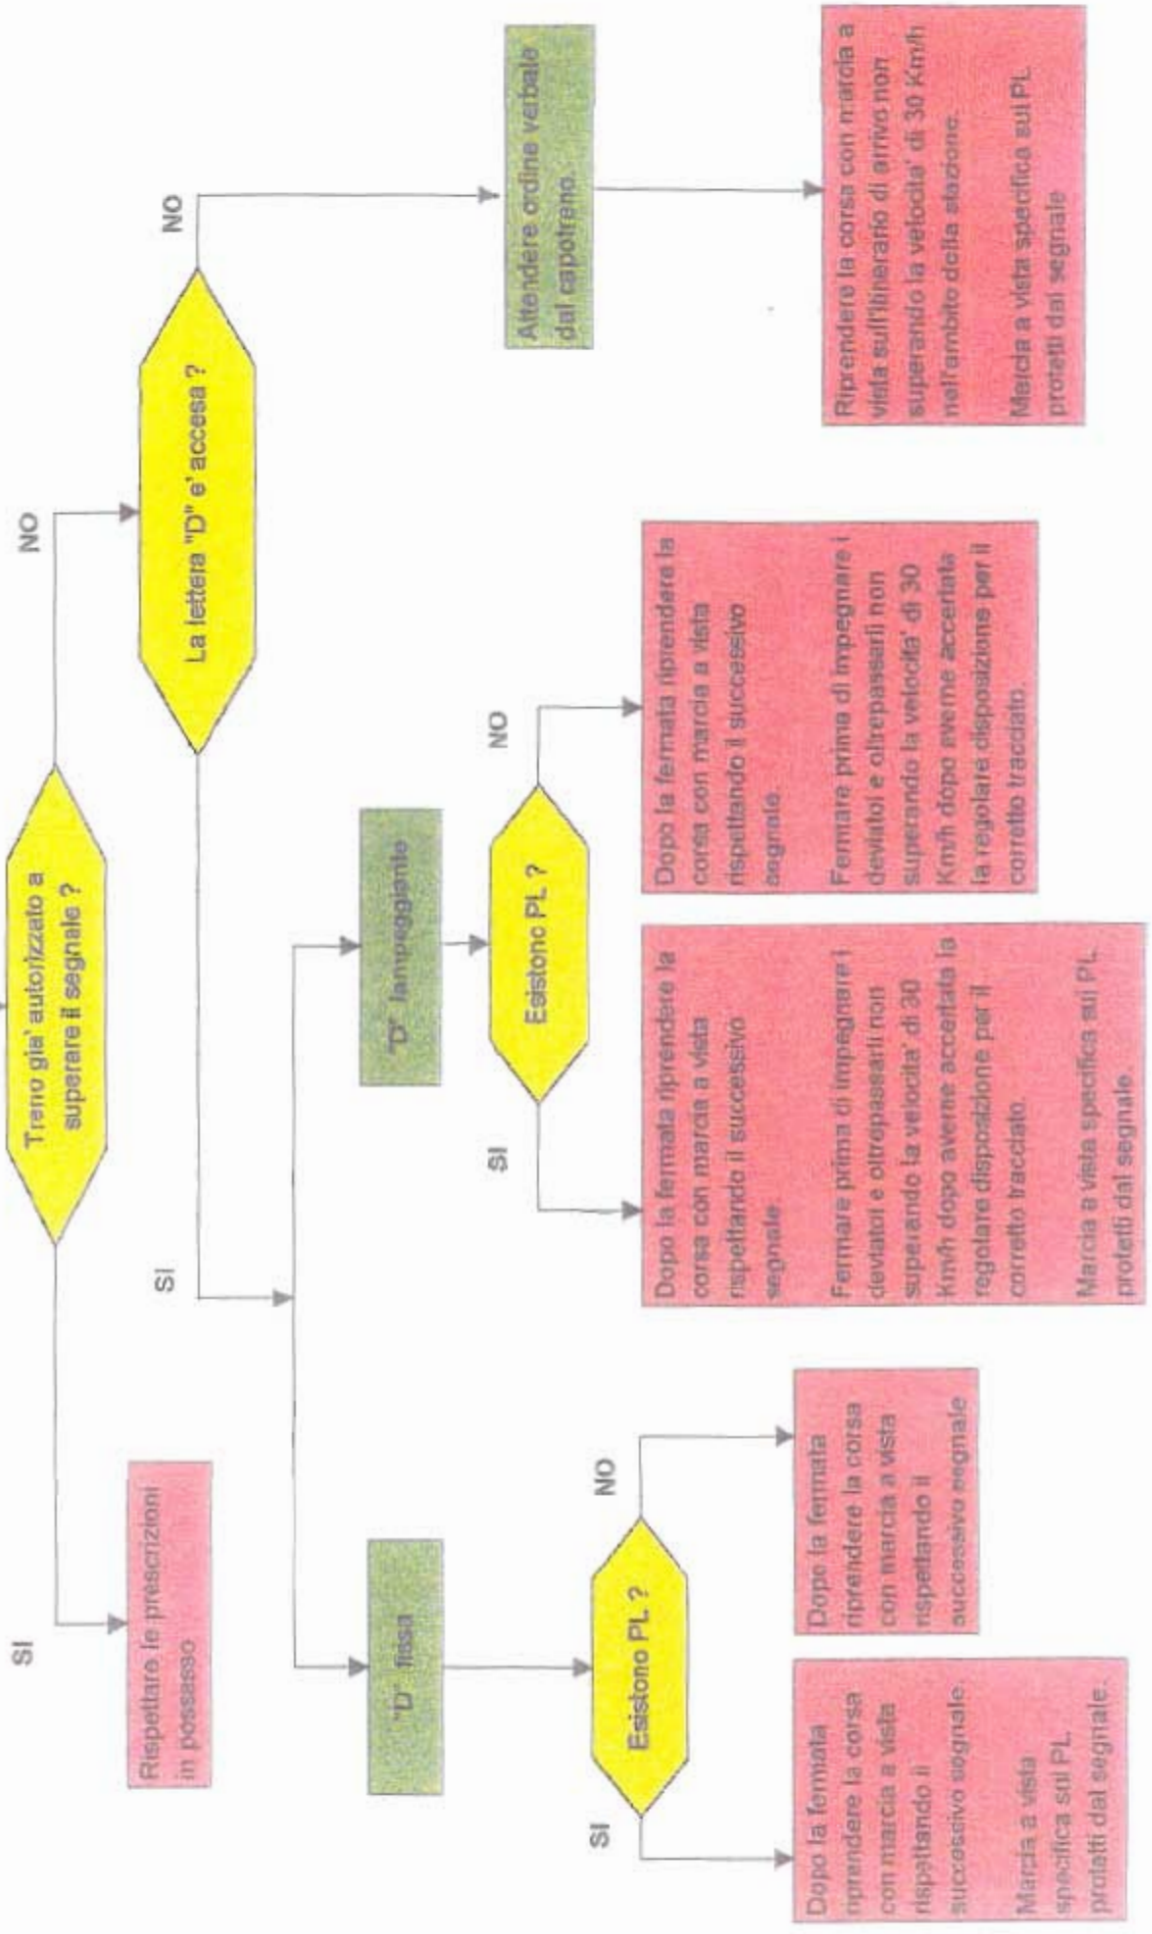 Treno gia' autorizzato a
superare il segnale ?
SI
NO
Rispettare le prescrizioni
in possesso
La lettera "D" e' accesa ?
SI
NO
"D" fissa
"D" lampeggiante
Attendere ordine verbale
dal capotreno.
Esistono PL ?
SI
NO
Esistono PL ?
SI
NO
Dopo la fermata
riprendere la corsa
con marcia a vista
rispettando il
successivo segnale.
Marcia a vista
specifica sui PL
protetti dal segnale.
Dopo la fermata
riprendere la corsa
con marcia a vista
rispettando il
successivo segnale
Dopo la fermata riprendere la
corsa con marcia a vista
rispettando il successivo
segnale.
Fermare prima di impegnare i
deviatoi e oltrepassarli non
superando la velocita' di 30
Km/h dopo averne accertata la
regolare disposizione per il
corretto tracciato.
Marcia a vista specifica sui PL
protetti dal segnale.
Dopo la fermata riprendere la
corsa con marcia a vista
rispettando il successivo
segnale.
Fermare prima di impegnare i
deviatoi e oltrepassarli non
superando la velocita' di 30
Km/h dopo averne accertata
la regolare disposizione per il
corretto tracciato.
Riprendere la corsa con marcia a
vista sull'itinerario di arrivo non
superando la velocita' di 30 Km/h
nell'ambito della stazione.
Marcia a vista specifica sui PL
protetti dal segnale